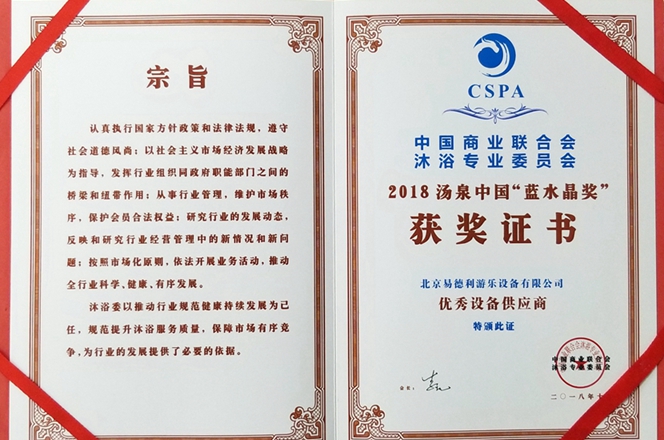 宗旨
认真执行国家方针政策和法律法规，遵守
社会道德风尚；以社会主义市场经济发展战略
为指导，发挥行业组织同政府职能部门之间的
桥梁和纽带作用；从事行业管理，维护市场秩
序，保护会员合法权益；研究行业的发展动态，
反映和研究行业经营管理中的新情况和新问
题；按照市场化原则，依法开展业务活动，推动
全行业科学、健康、有序发展。
沐浴委以推动行业规范健康持续发展为己
任，规范提升沐浴服务质量，保障市场有序竞
争，为行业的发展提供了必要的依据。
CSPA
中国商业联合会
沐浴专业委员会
2018 汤泉中国“蓝水晶奖”
获奖证书
北京易德利游乐设备有限公司
优秀设备供应商
特颁此证
会长：
中国商业联合会
沐浴专业委员会
二〇一八年十